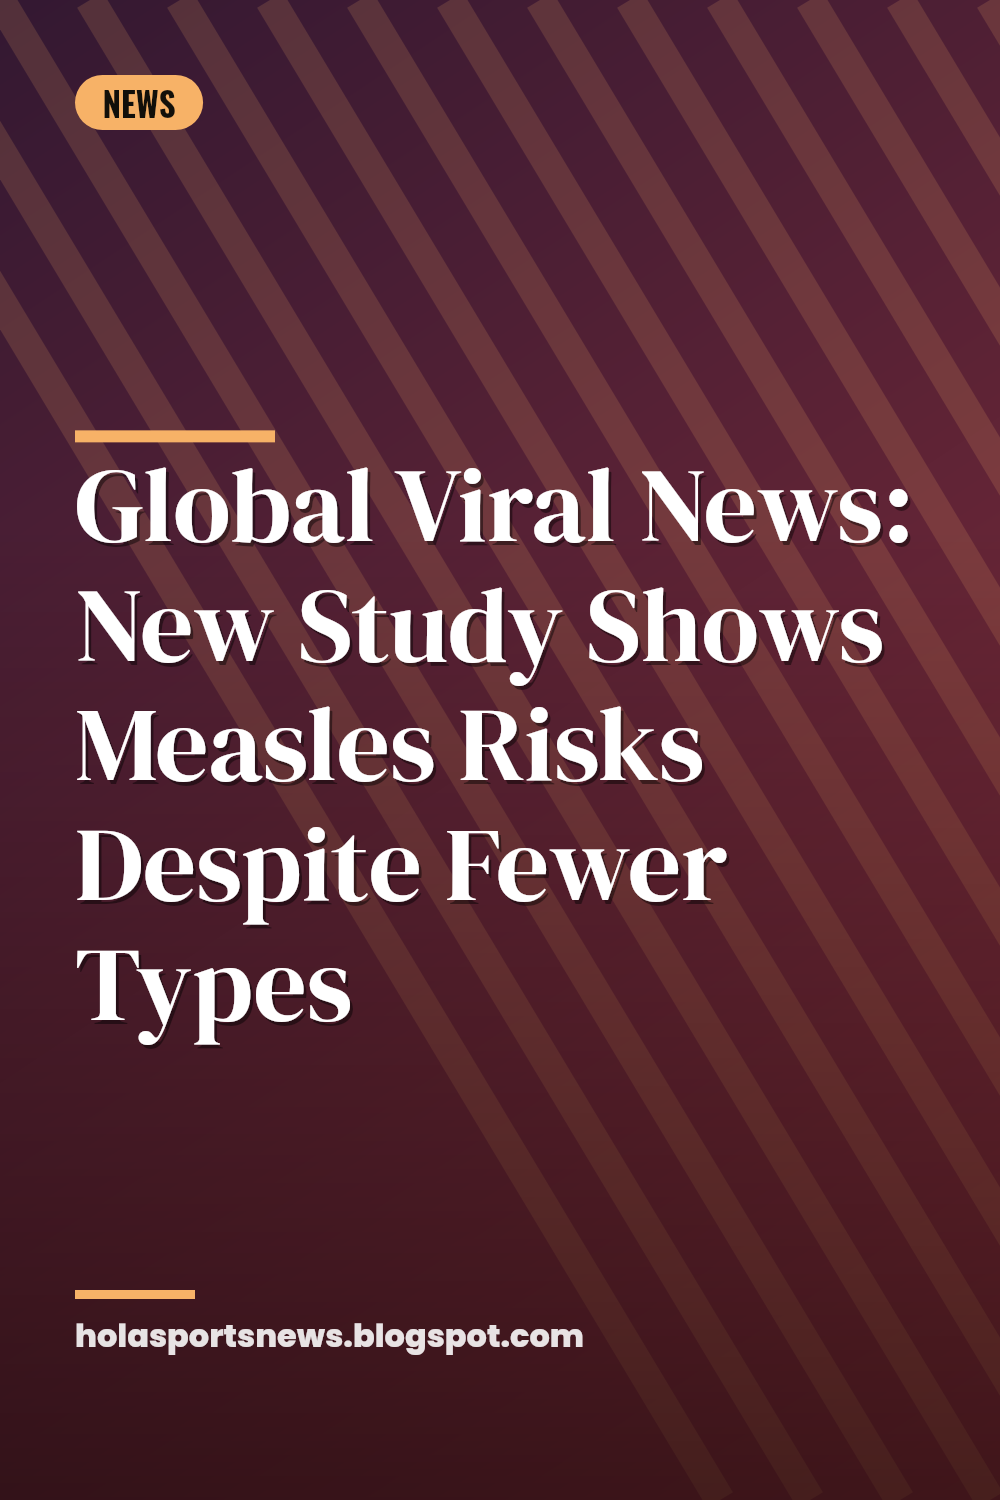 NEWS
Global Viral News:
New Study Shows
Measles Risks
Despite Fewer
Types
holasportsnews.blogspot.com